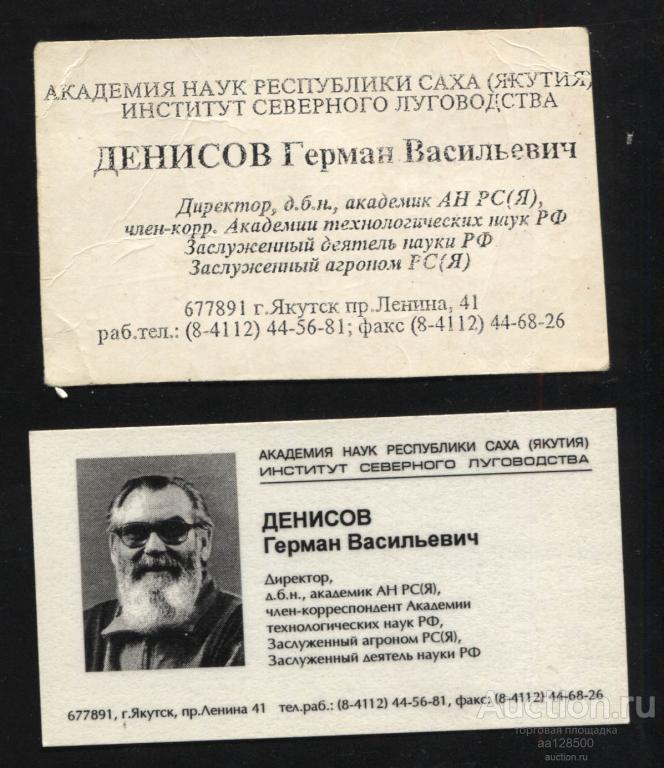 АКАДЕМИЯ НАУК РЕСПУБЛИКИ САХА (ЯКУТИЯ)
ИНСТИТУТ СЕВЕРНОГО ЛУГОВОДСТВА
ДЕНИСОВ Герман Васильевич
Директор, д.б.н., академик АН РС(Я),
член-корр. Академии технологических наук РФ
Заслуженный деятель науки РФ
Заслуженный агроном РС(Я)
677891 г.Якутск пр.Ленина, 41
раб.тел.: (8-4112) 44-56-81; факс (8-4112) 44-68-26
АКАДЕМИЯ НАУК РЕСПУБЛИКИ САХА (ЯКУТИЯ)
ИНСТИТУТ СЕВЕРНОГО ЛУГОВОДСТВА
ДЕНИСОВ
Герман Васильевич
Директор,
д.б.н., академик АН РС(Я),
член-корреспондент Академии
технологических наук РФ,
Заслуженный агроном РС(Я),
Заслуженный деятель науки РФ
677891, г.Якутск, пр.Ленина 41 тел.раб.: (8-4112) 44-56-81, факс: (8-4112) 44-68-26
Auction.ru
торговая площадка
aa128500
auction.ru